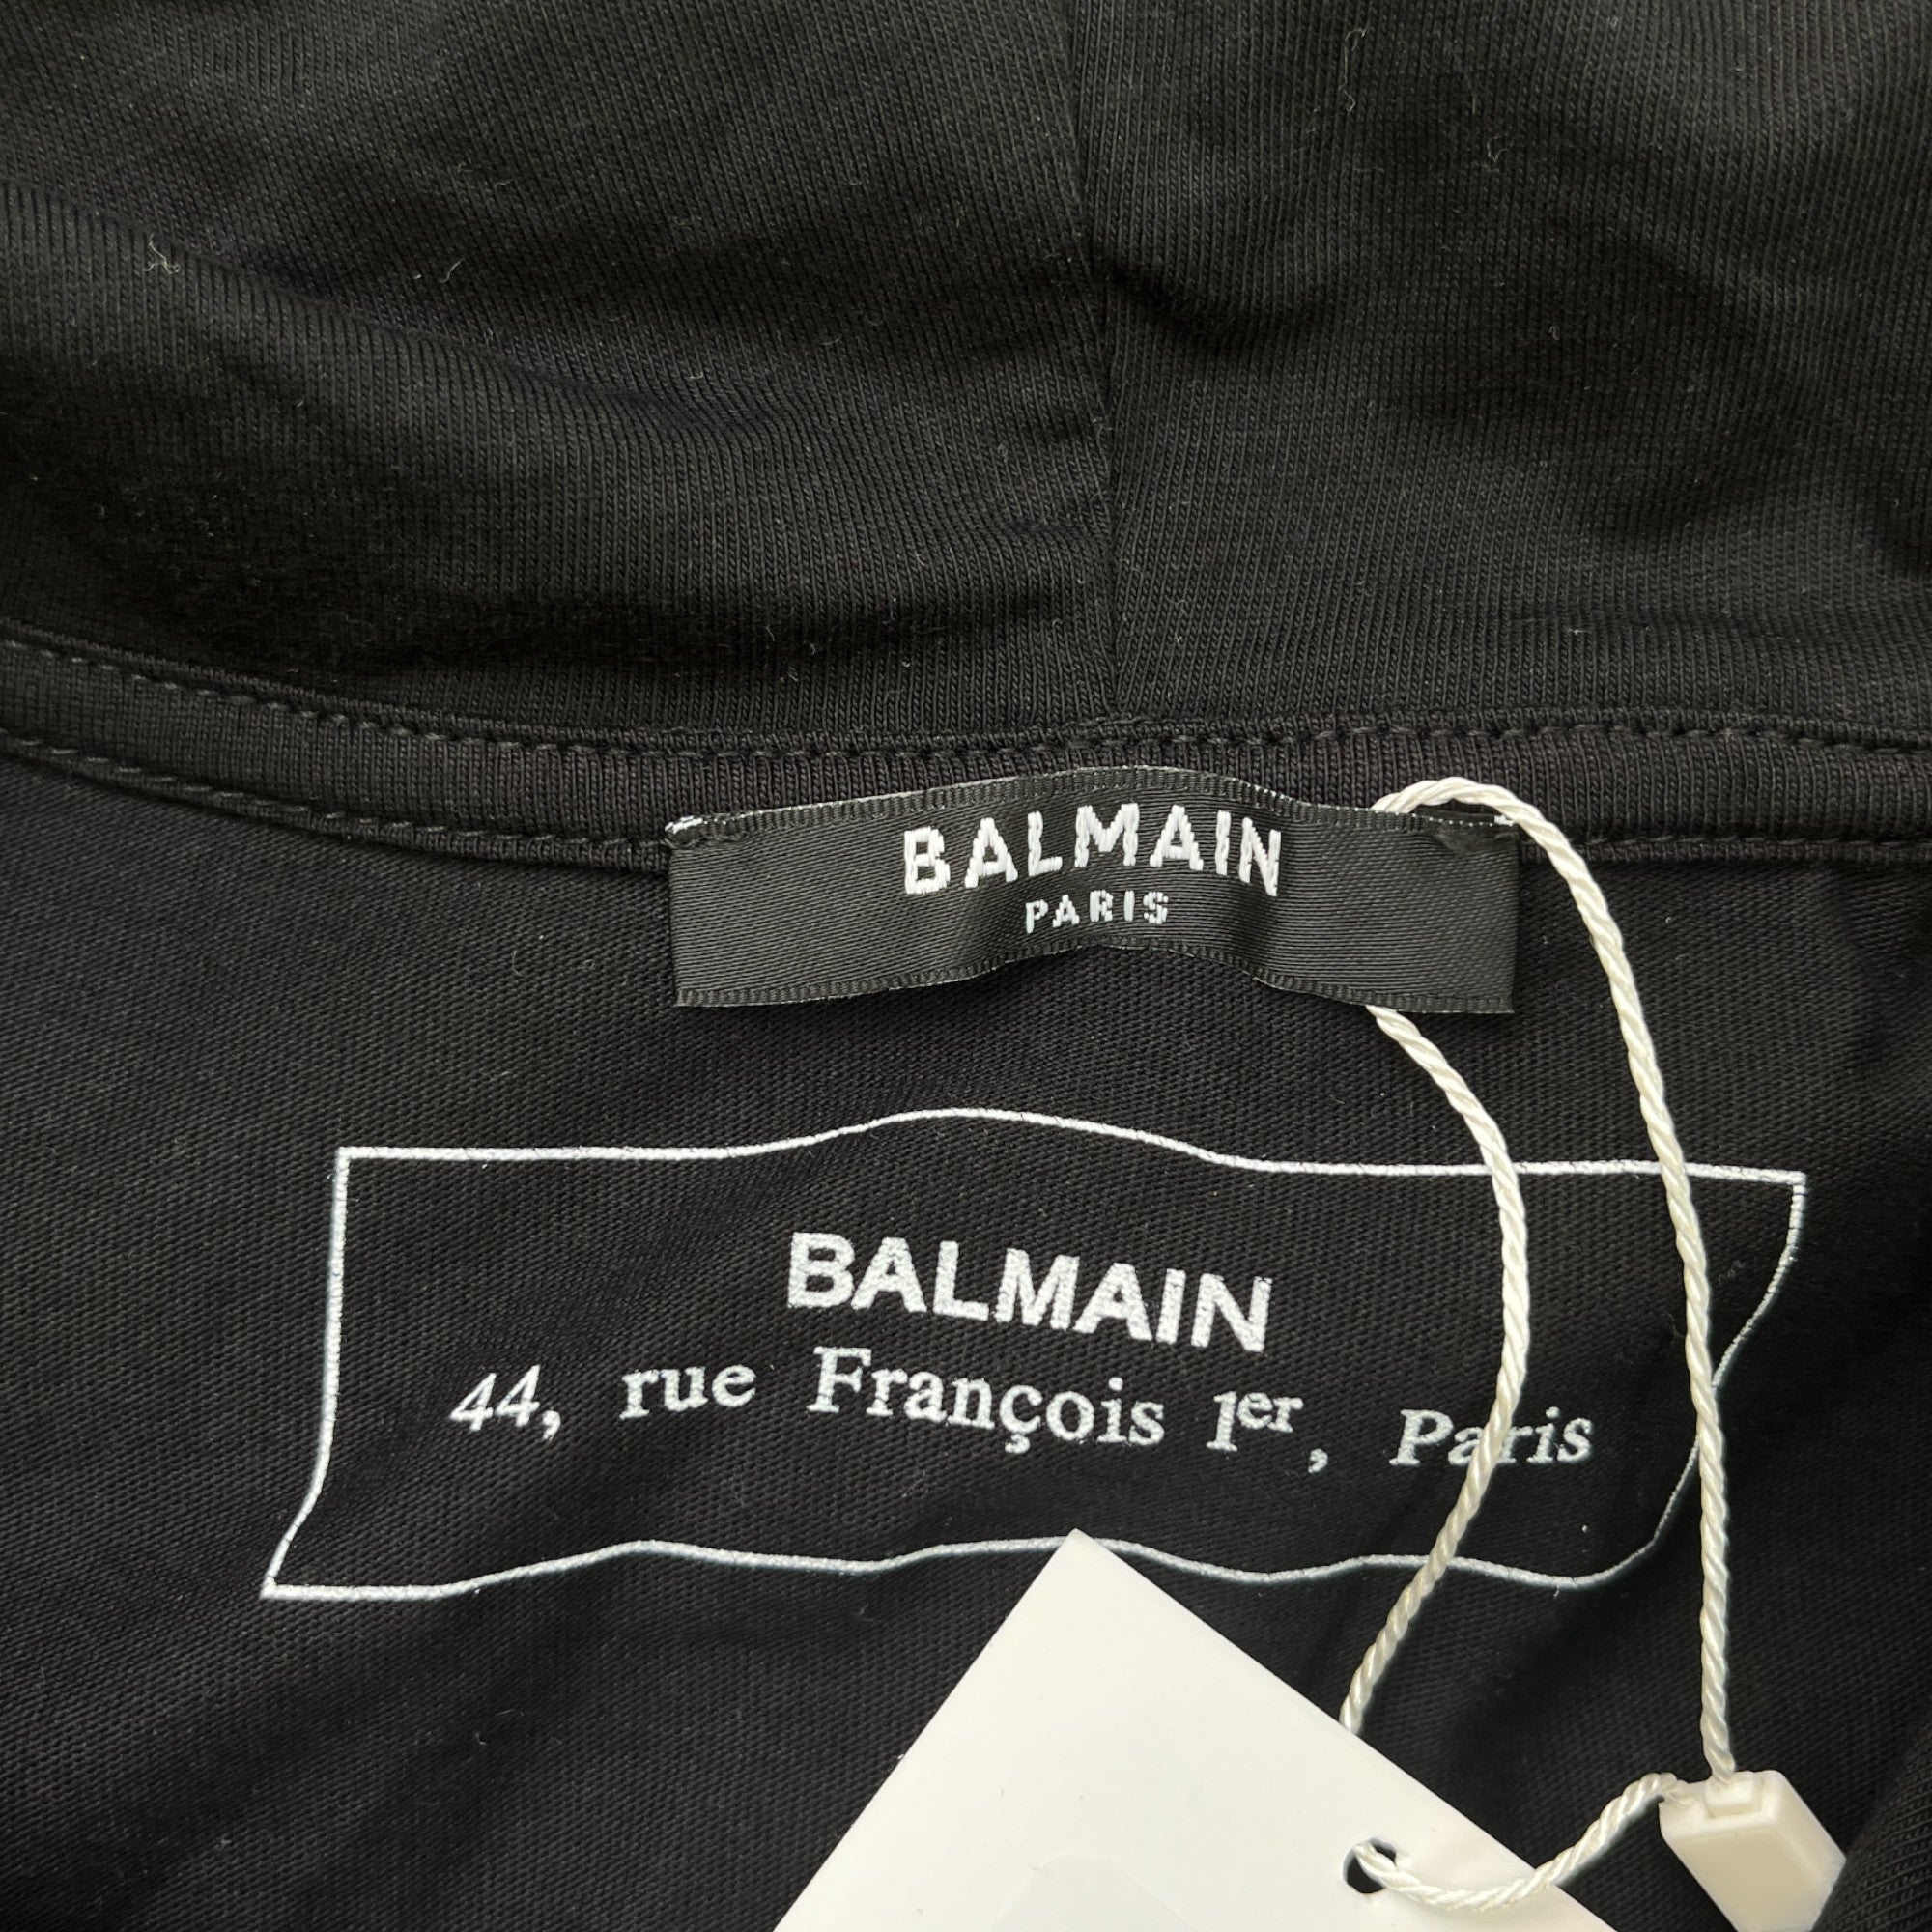 BALMAIN
PARIS
BALMAIN
44, rue François 1er, Paris